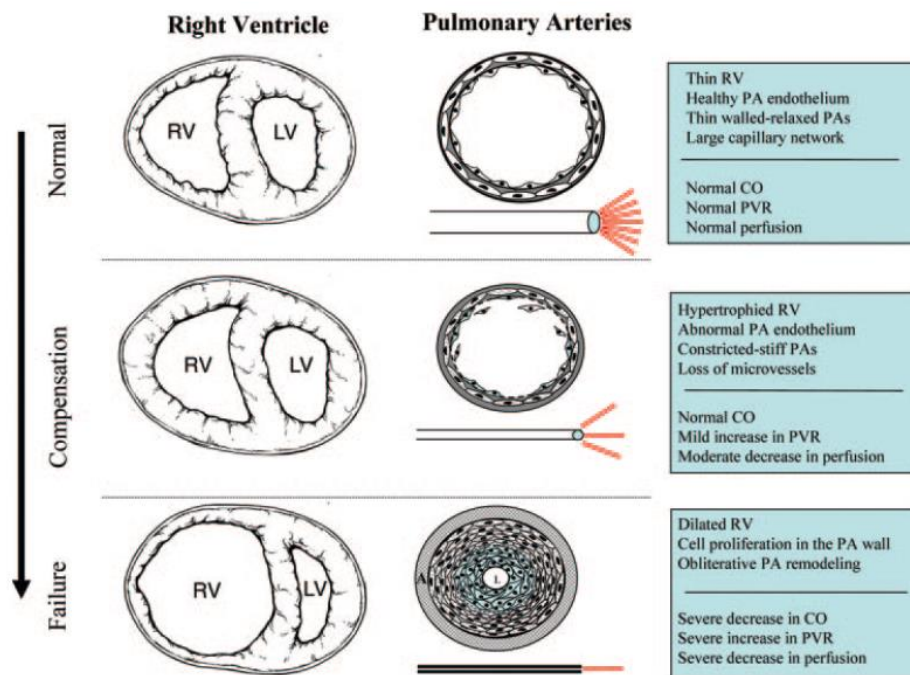 Right Ventricle
Pulmonary Arteries
Normal
RV
LV
Thin RV
Healthy PA endothelium
Thin walled-relaxed PAs
Large capillary network
Normal CO
Normal PVR
Normal perfusion
Compensation
RV
LV
Hypertrophied RV
Abnormal PA endothelium
Constricted-stiff PAs
Loss of microvessels
Normal CO
Mild increase in PVR
Moderate decrease in perfusion
Failure
RV
LV
A
L
Dilated RV
Cell proliferation in the PA wall
Obliterative PA remodeling
Severe decrease in CO
Severe increase in PVR
Severe decrease in perfusion